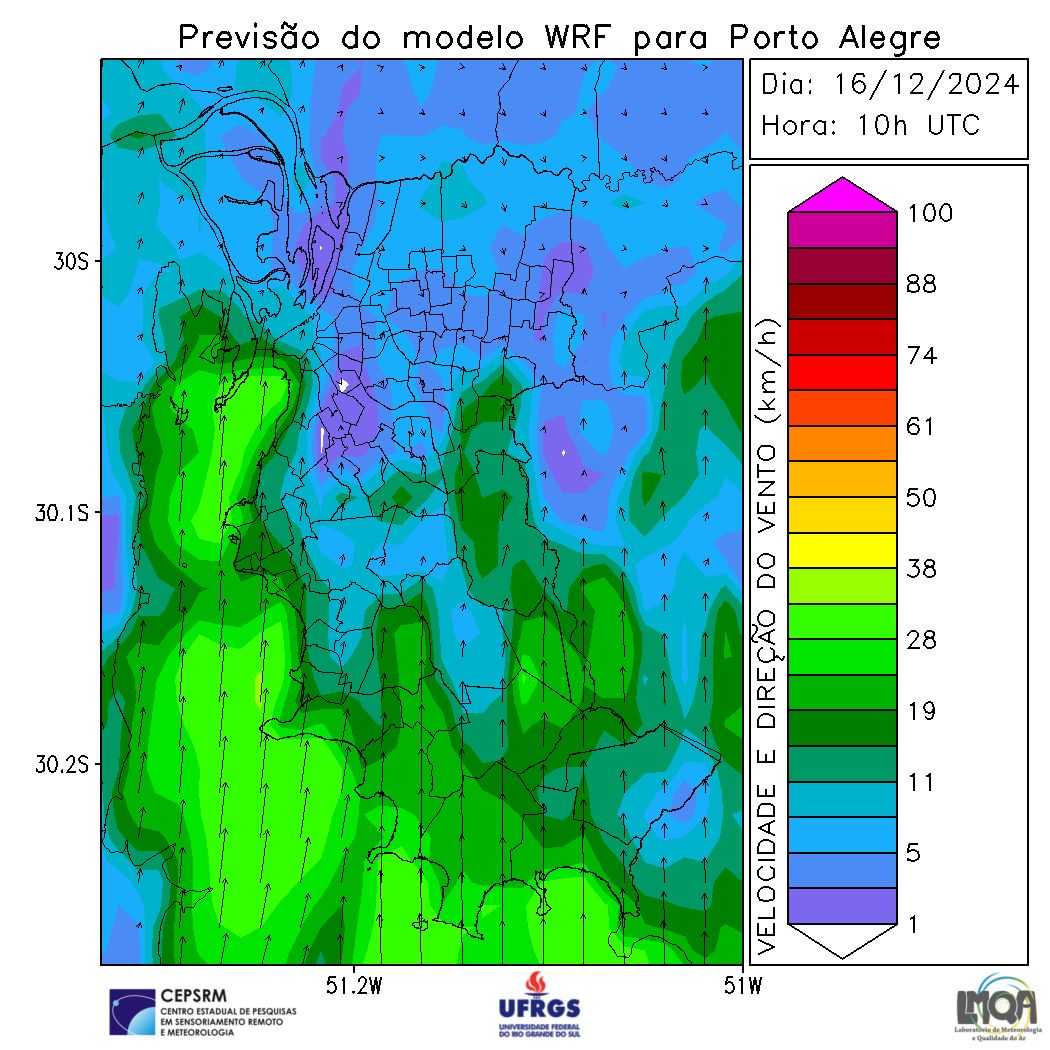 Previsão do modelo WRF para Porto Alegre
Dia: 16/12/2024
Hora: 10h UTC
30S
30.1S
30.2S
51.2W
51W
VELOCIDADE E DIREÇÃO DO VENTO (km/h)
100
88
74
61
50
38
28
19
11
5
1
CEPSRM
CENTRO ESTADUAL DE PESQUISAS
EM SENSORIAMENTO REMOTO
E METEOROLOGIA
UFRGS
UNIVERSIDADE FEDERAL
DO RIO GRANDE DO SUL
LMQA
Laboratório de Meteorologia
e Qualidade do Ar